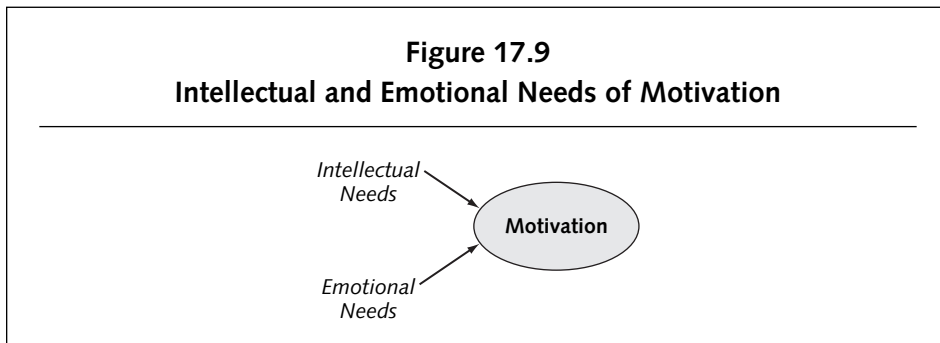 Figure 17.9
Intellectual and Emotional Needs of Motivation
Intellectual
Needs
Motivation
Emotional
Needs